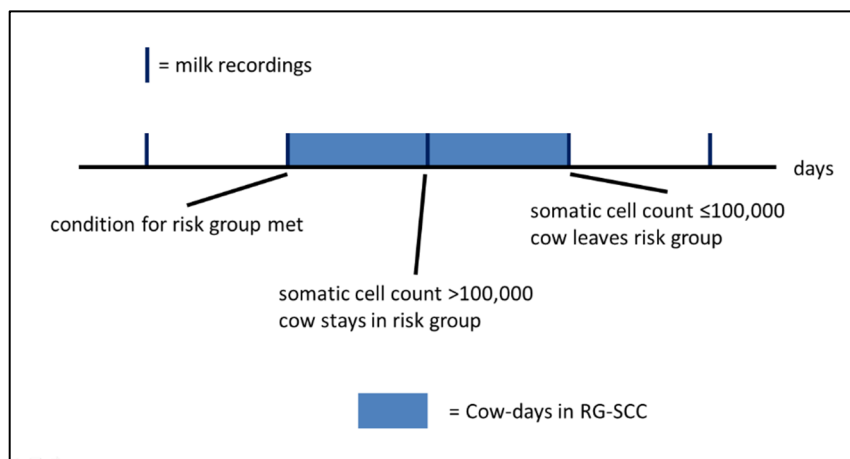 = milk recordings
days
condition for risk group met
somatic cell count ≤100,000
cow leaves risk group
somatic cell count >100,000
cow stays in risk group
= Cow-days in RG-SCC